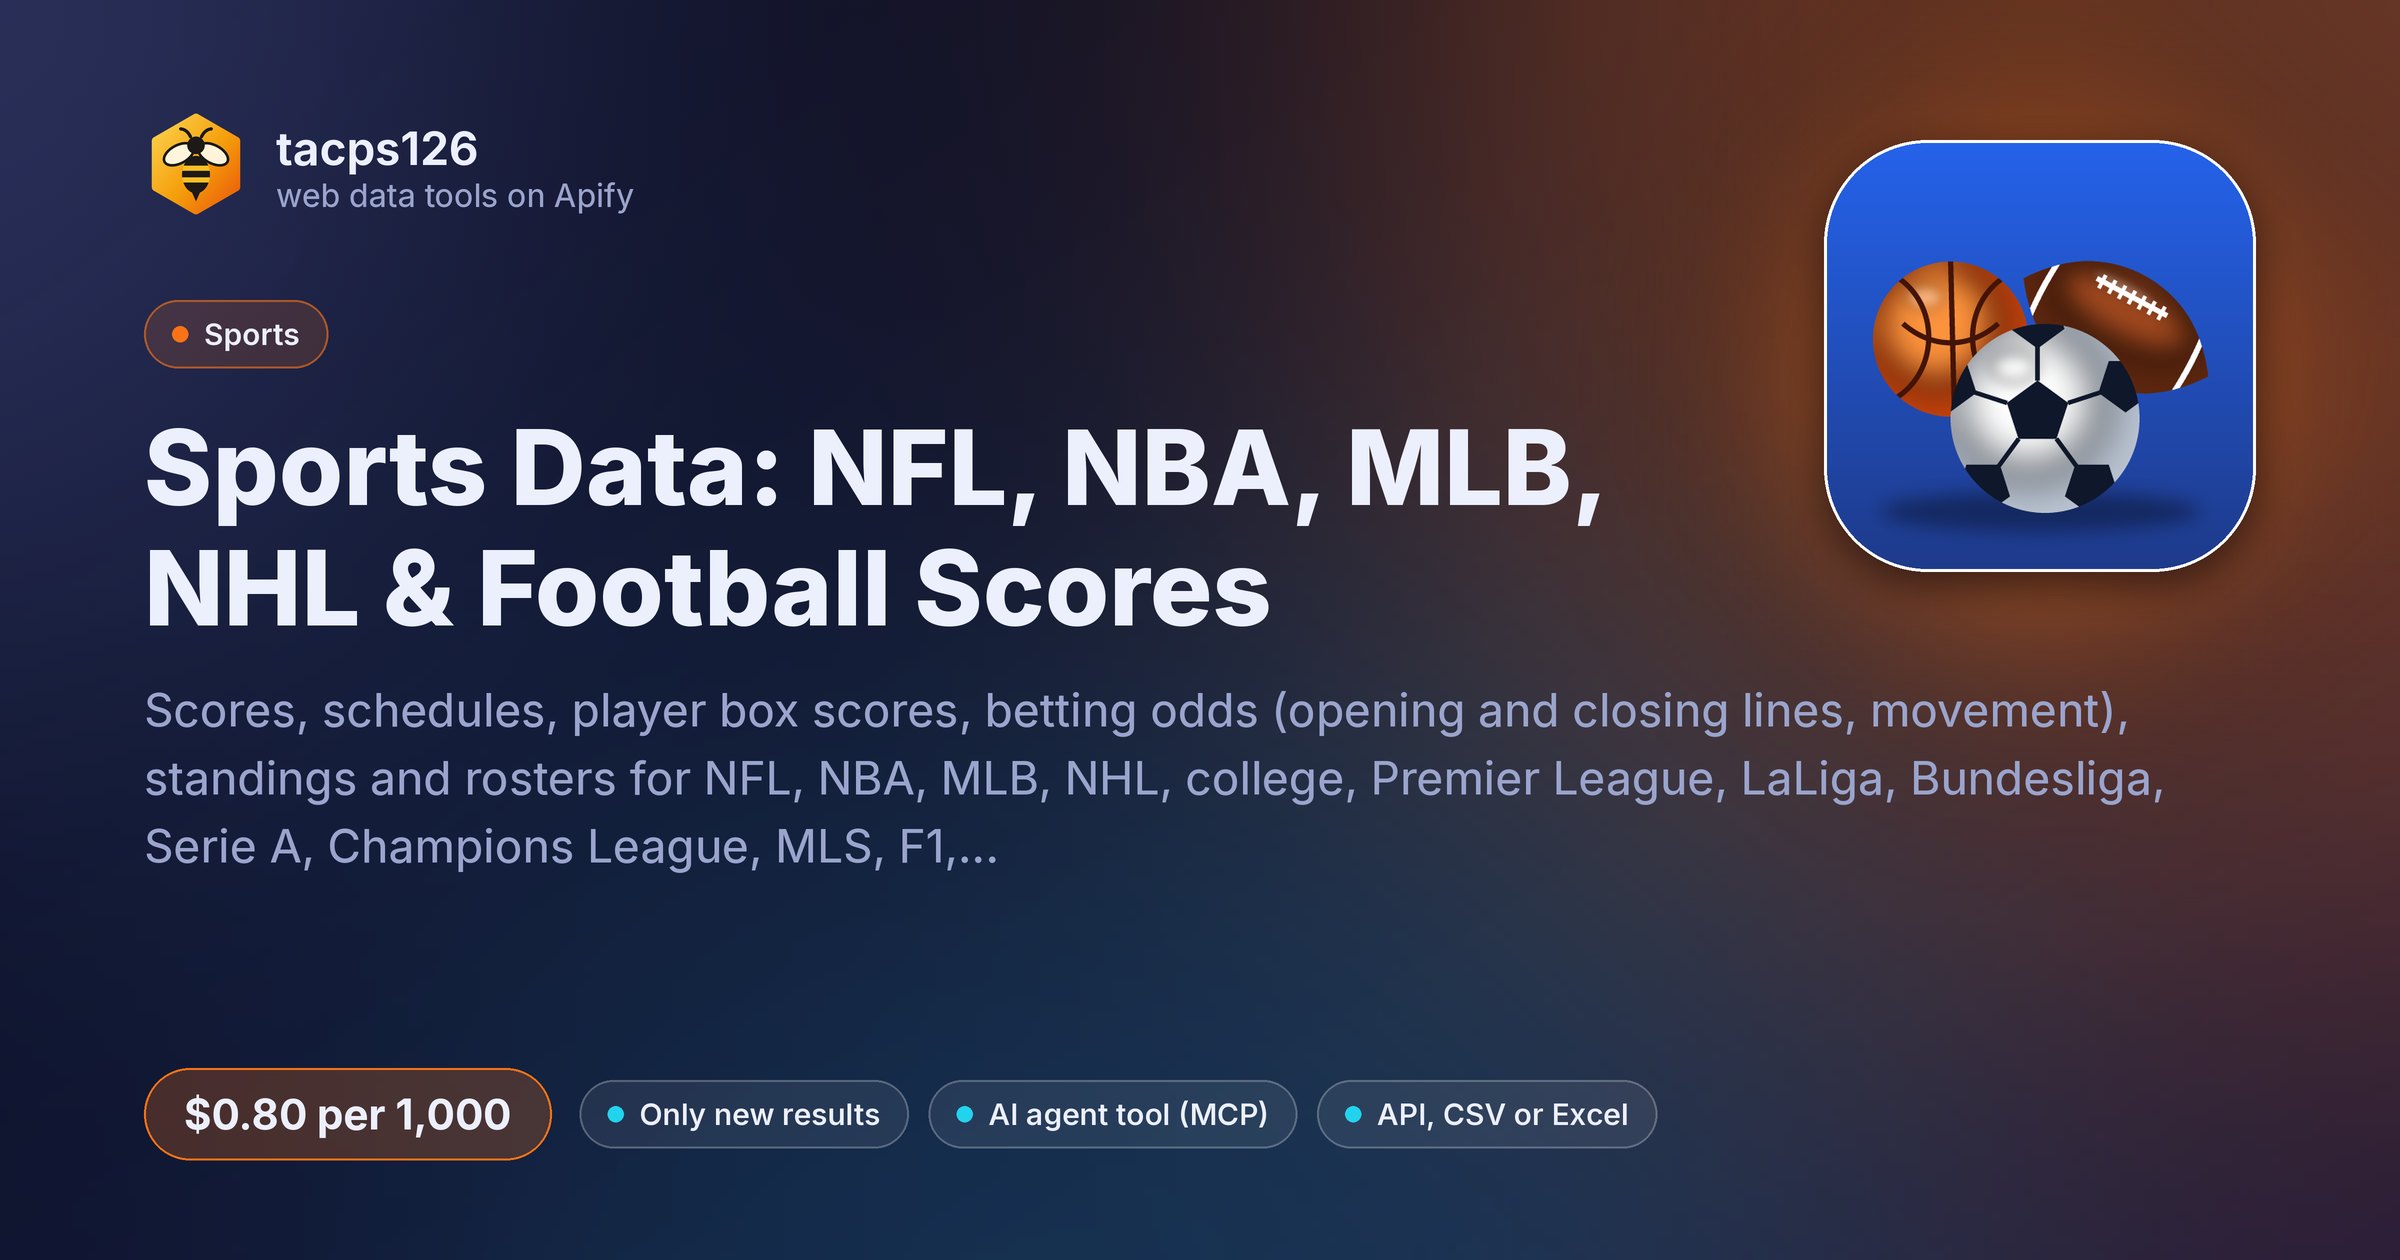 tacps126
web data tools on Apify
Sports
Sports Data: NFL, NBA, MLB,
NHL & Football Scores
Scores, schedules, player box scores, betting odds (opening and closing lines, movement),
standings and rosters for NFL, NBA, MLB, NHL, college, Premier League, LaLiga, Bundesliga,
Serie A, Champions League, MLS, F1,...
$0.80 per 1,000
Only new results
AI agent tool (MCP)
API, CSV or Excel